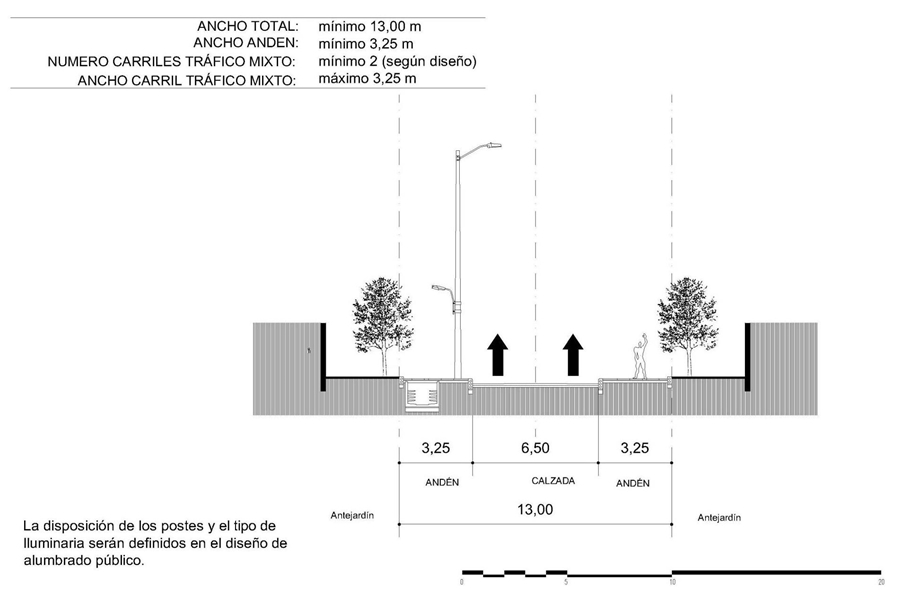 ANCHO TOTAL: mínimo 13,00 m
ANCHO ANDEN: mínimo 3,25 m
NUMERO CARRILES TRÁFICO MIXTO: mínimo 2 (según diseño)
ANCHO CARRIL TRÁFICO MIXTO: máximo 3,25 m
3,25 6,50 3,25
ANDÉN CALZADA ANDÉN
13,00
Antejardín Antejardín
La disposición de los postes y el tipo de
lluminaria serán definidos en el diseño de
alumbrado público.
0 5 10 20